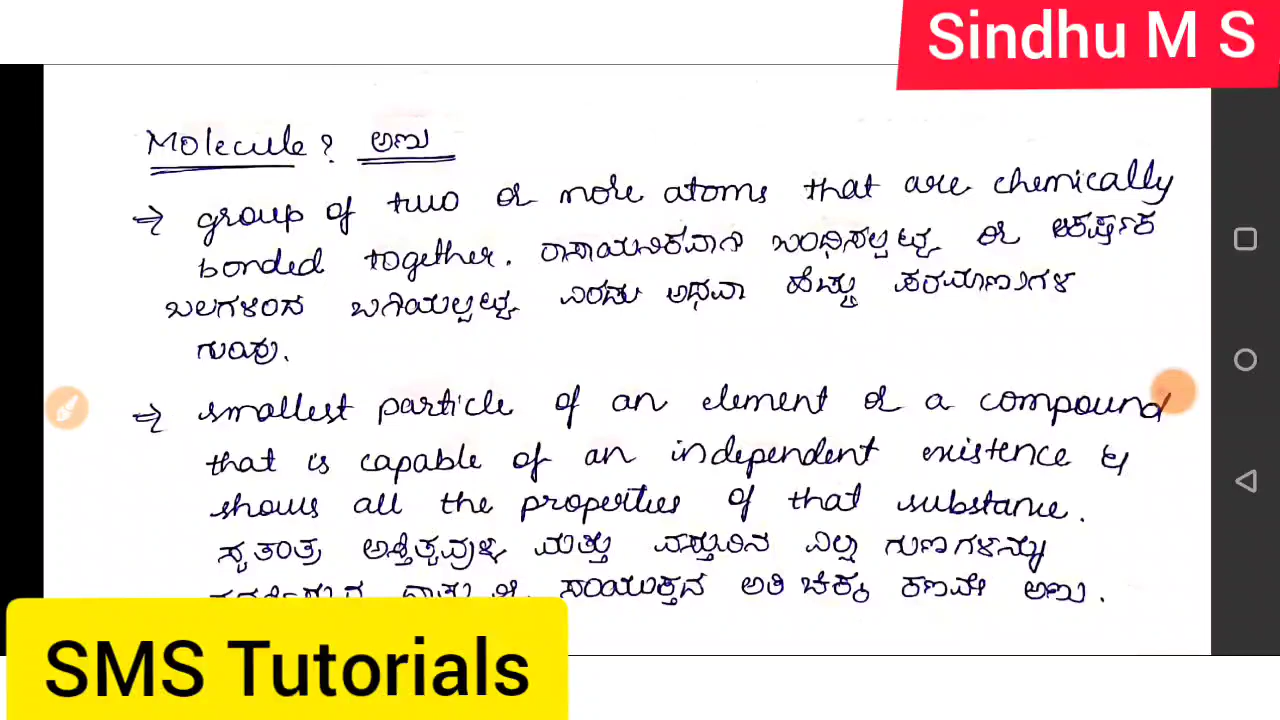 Sindhu M S
Molecule? ಅಣು
⇒ group of two or more atoms that are chemically
bonded together. ರಾಸಾಯನಿಕವಾಗಿ ಬಂಧಿಸಲ್ಪಟ್ಟ or ಆಕರ್ಷಣ
ಬಲಗಳಿಂದ ಬಿಗಿಯಲ್ಪಟ್ಟ ಎರಡು ಅಥವಾ ಹೆಚ್ಚು ಪರಮಾಣುಗಳ
ಗುಂಪು.
⇒ smallest particle of an element or a compound
that is capable of an independent existence &
shows all the properties of that substance.
ಸ್ವತಂತ್ರ ಅಸ್ತಿತ್ವವುಳ್ಳ ಮತ್ತು ವಸ್ತುವಿನ ಎಲ್ಲಾ ಗುಣಗಳನ್ನು
ಸಂಯುಕ್ತದ ಅತಿ ಚಿಕ್ಕ ಕಣವೇ ಅಣು.
SMS Tutorials